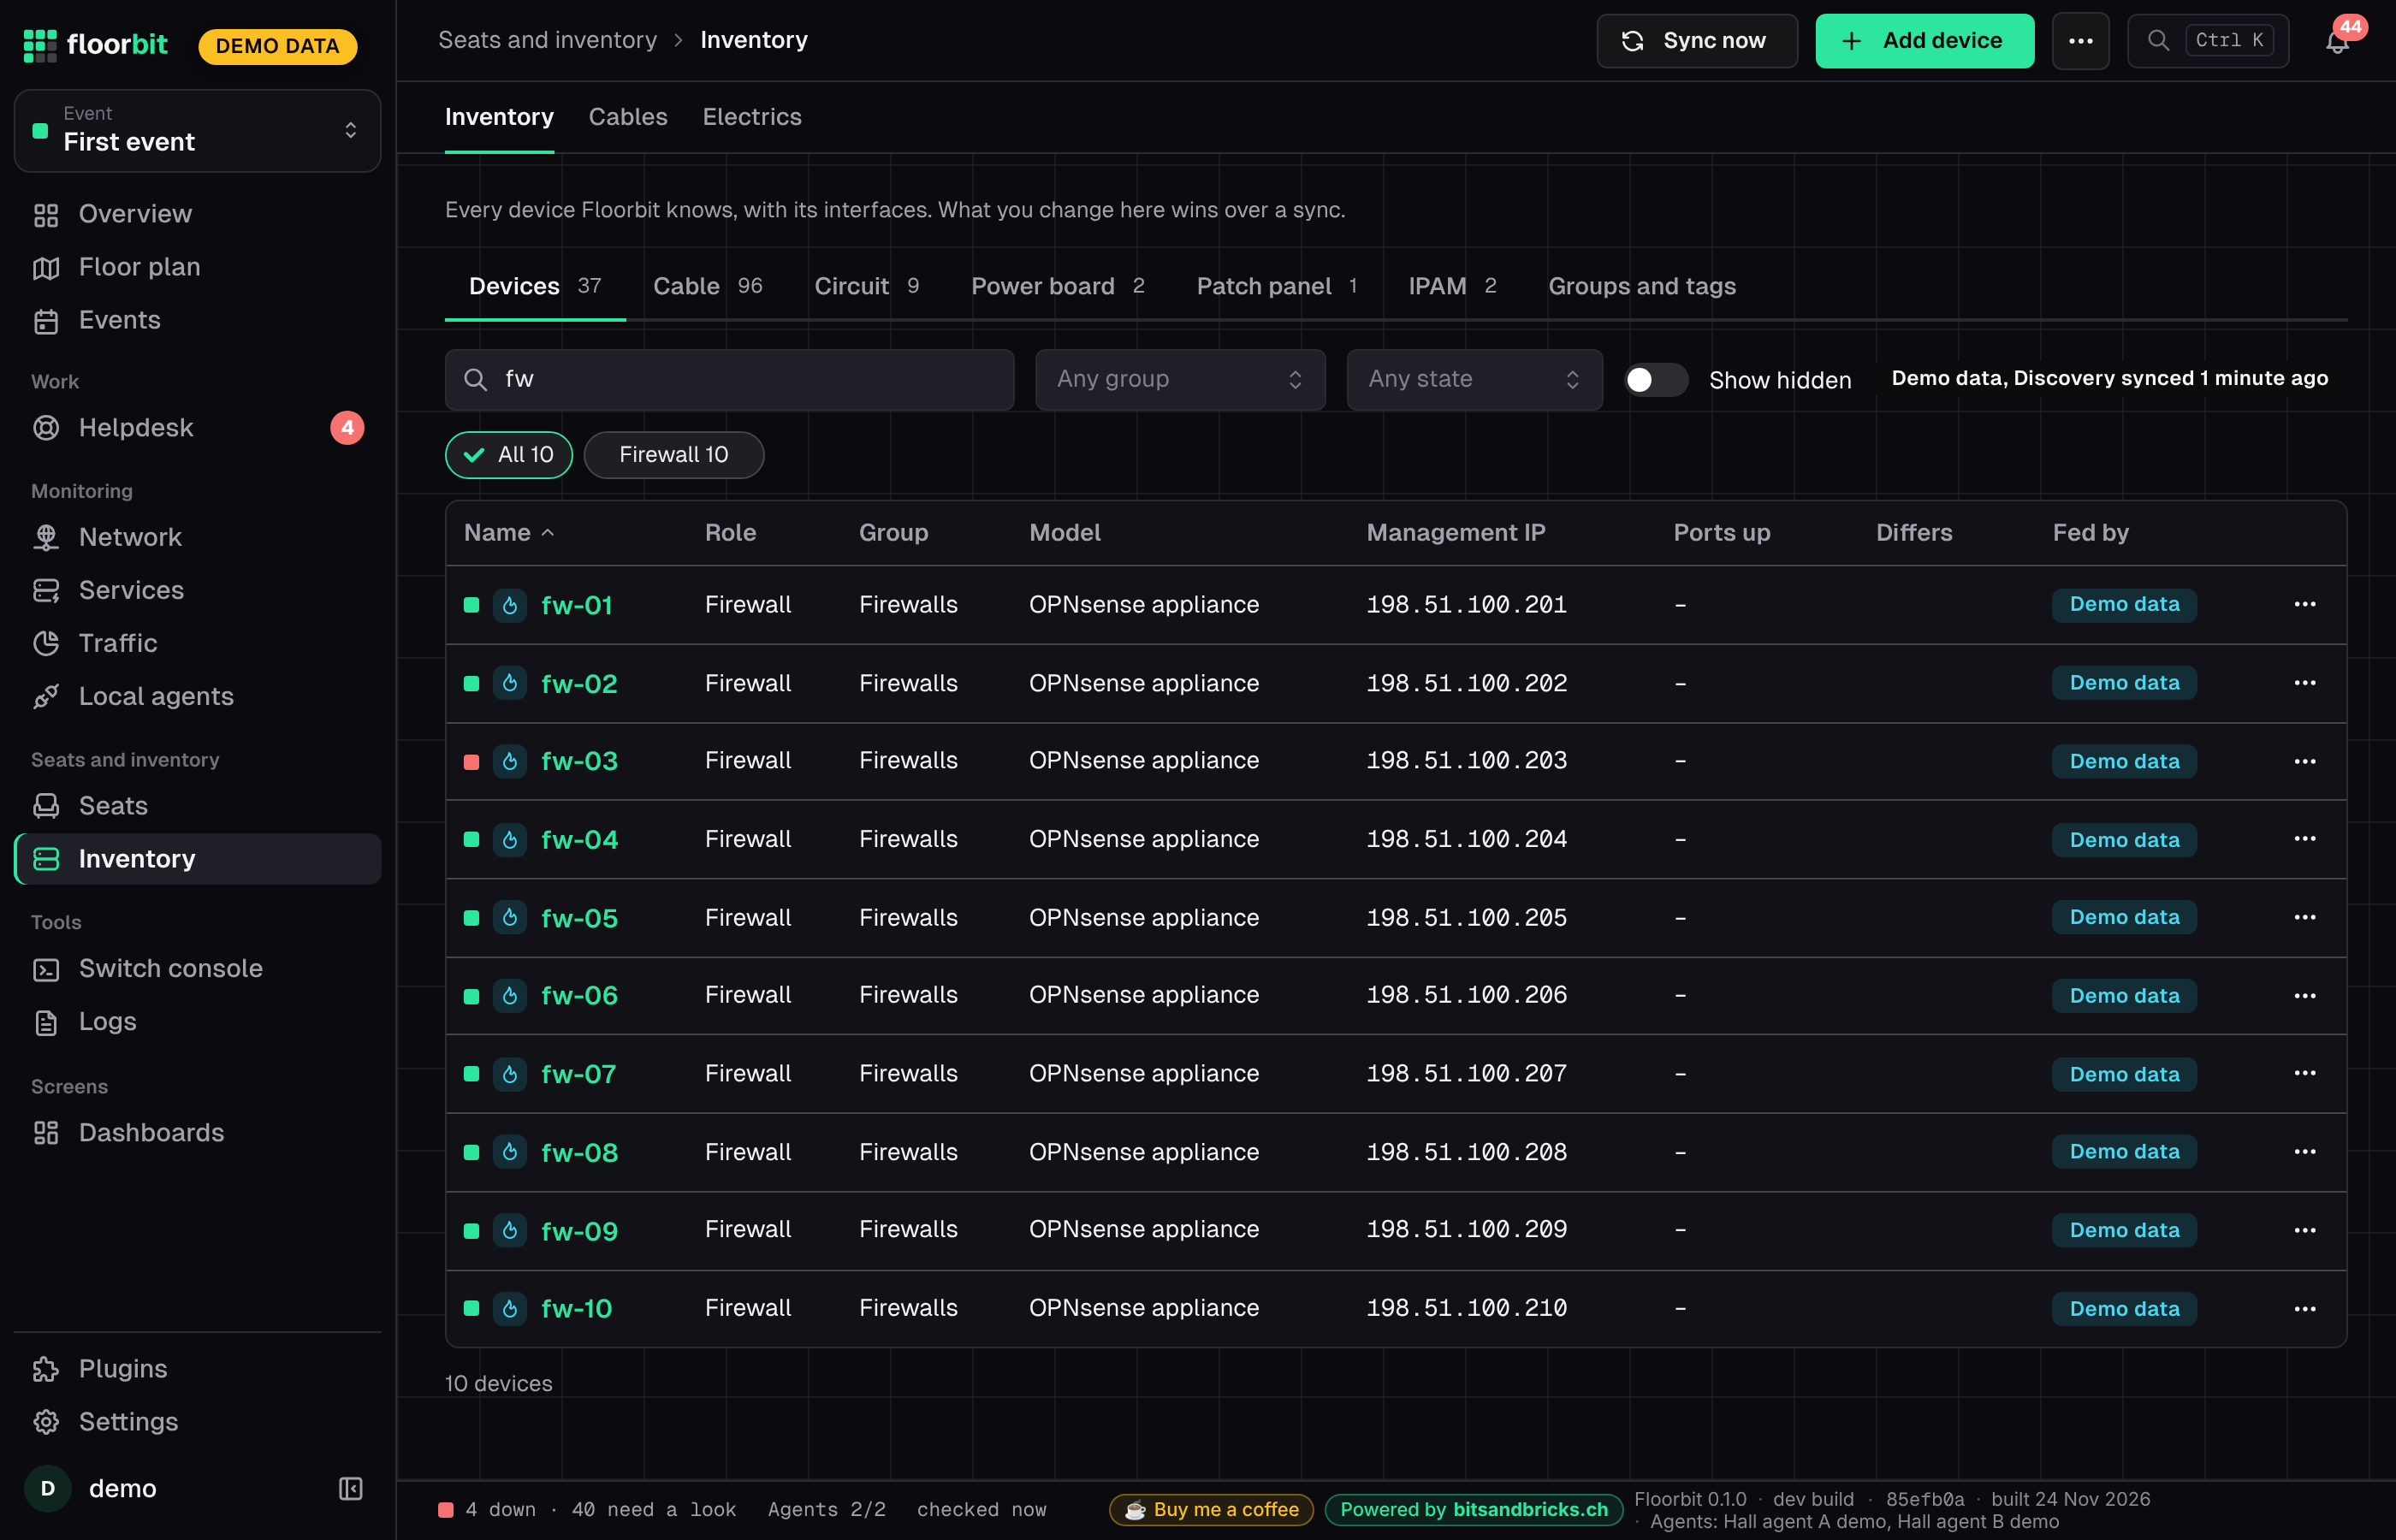 floorbit DEMO DATA
Event
First event
Overview
Floor plan
Events
Work
Helpdesk 4
Monitoring
Network
Services
Traffic
Local agents
Seats and inventory
Seats
Inventory
Tools
Switch console
Logs
Screens
Dashboards
Plugins
Settings
D demo
Seats and inventory > Inventory
Sync now
+ Add device
Ctrl K
44
Inventory Cables Electrics
Every device Floorbit knows, with its interfaces. What you change here wins over a sync.
Devices 37 Cable 96 Circuit 9 Power board 2 Patch panel 1 IPAM 2 Groups and tags
fw Any group Any state Show hidden Demo data, Discovery synced 1 minute ago
All 10 Firewall 10
Name Role Group Model Management IP Ports up Differs Fed by
fw-01 Firewall Firewalls OPNsense appliance 198.51.100.201 – Demo data
fw-02 Firewall Firewalls OPNsense appliance 198.51.100.202 – Demo data
fw-03 Firewall Firewalls OPNsense appliance 198.51.100.203 – Demo data
fw-04 Firewall Firewalls OPNsense appliance 198.51.100.204 – Demo data
fw-05 Firewall Firewalls OPNsense appliance 198.51.100.205 – Demo data
fw-06 Firewall Firewalls OPNsense appliance 198.51.100.206 – Demo data
fw-07 Firewall Firewalls OPNsense appliance 198.51.100.207 – Demo data
fw-08 Firewall Firewalls OPNsense appliance 198.51.100.208 – Demo data
fw-09 Firewall Firewalls OPNsense appliance 198.51.100.209 – Demo data
fw-10 Firewall Firewalls OPNsense appliance 198.51.100.210 – Demo data
10 devices
4 down · 40 need a look Agents 2/2 checked now
☕ Buy me a coffee
Powered by bitsandbricks.ch
Floorbit 0.1.0 · dev build · 85efb0a · built 24 Nov 2026
· Agents: Hall agent A demo, Hall agent B demo